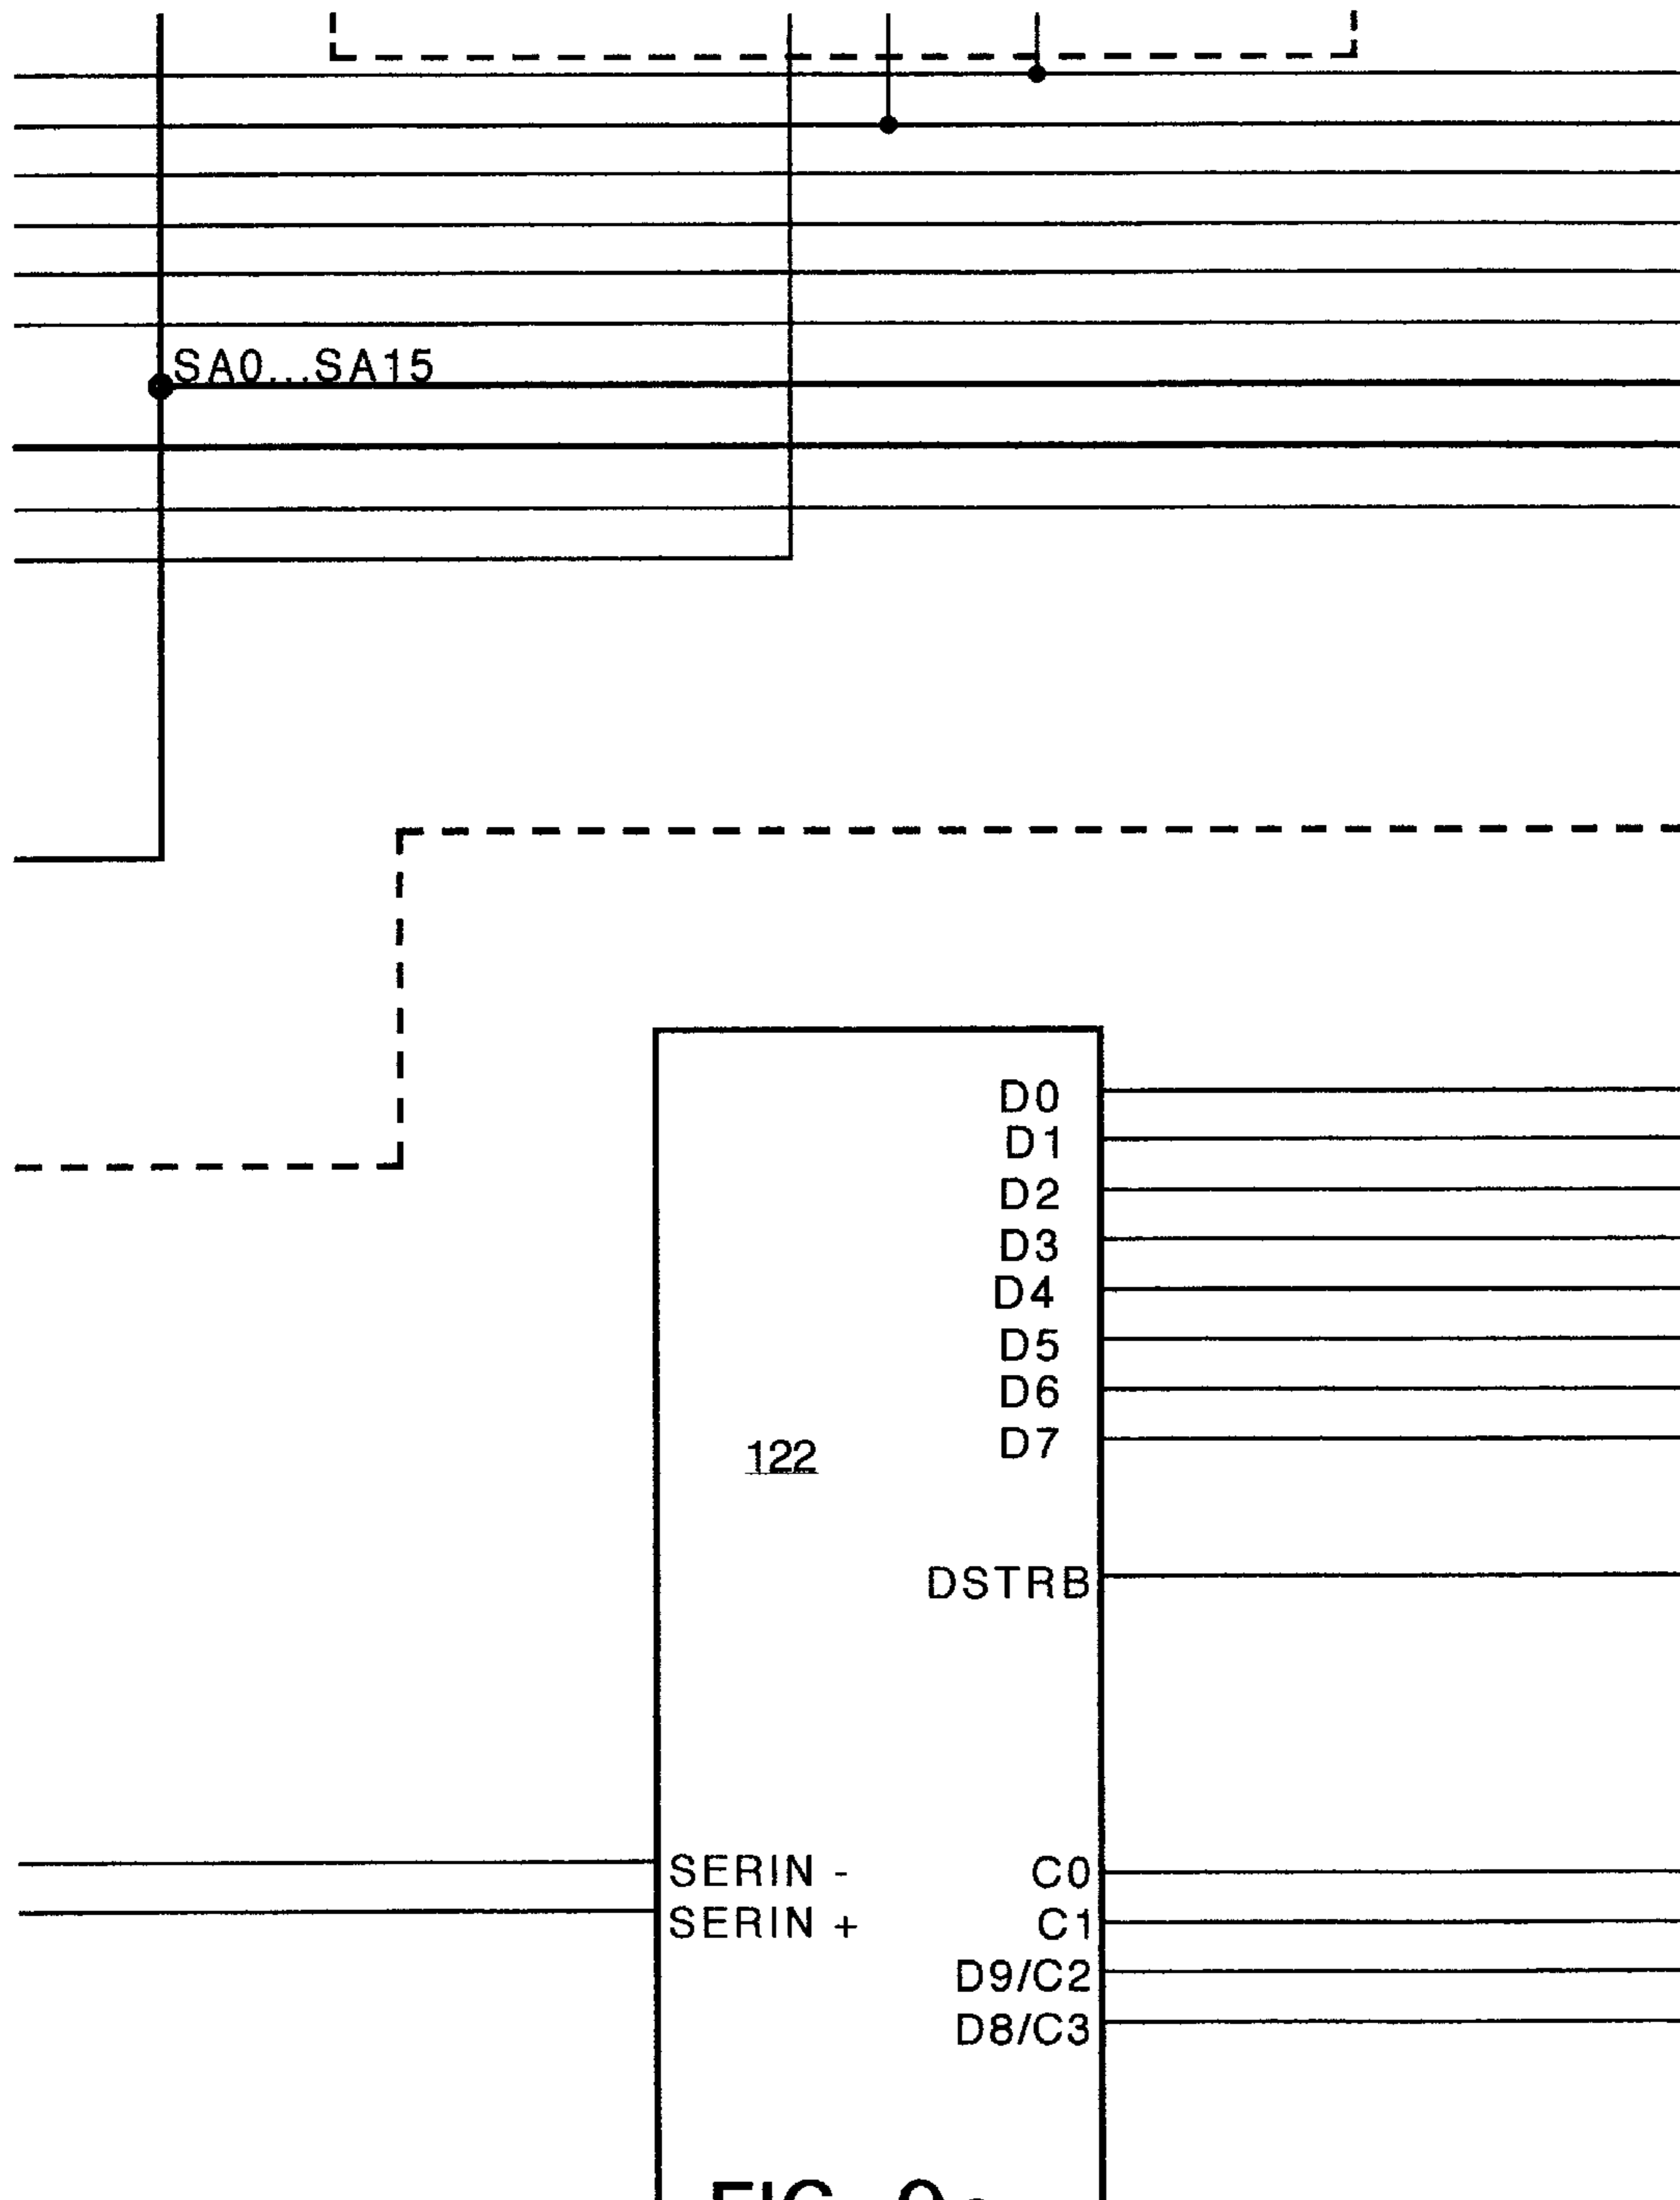 SA0...SA15
D0
D1
D2
D3
D4
D5
D6
D7
122
DSTRB
SERIN - C0
SERIN + C1
D9/C2
D8/C3
FIG.